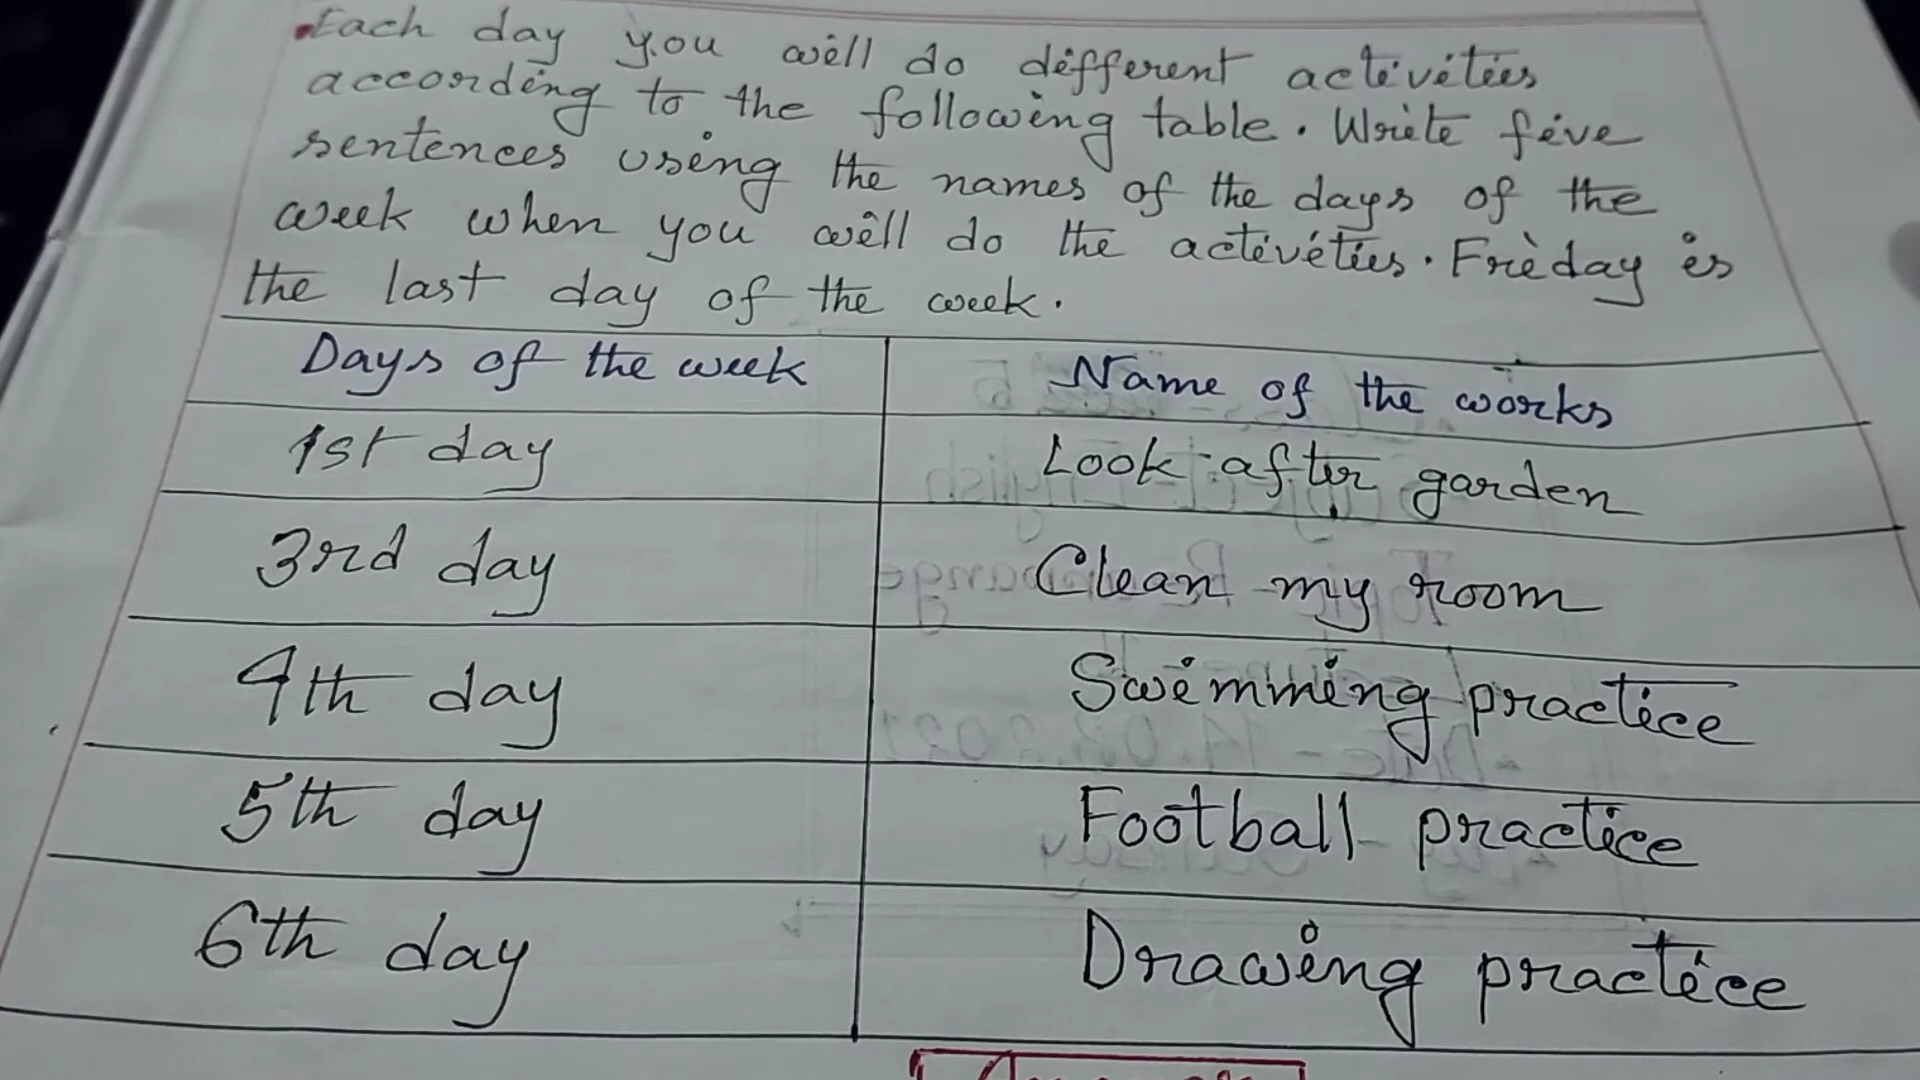 Each day you will do different activities
according to the following table. Write five
sentences using the names of the days of the
week when you will do the activities. Friday is
the last day of the week.
Days of the week Name of the works
1st day Look after garden
3rd day Clean my room
4th day Swimming practice
5th day Football practice
6th day Drawing practice